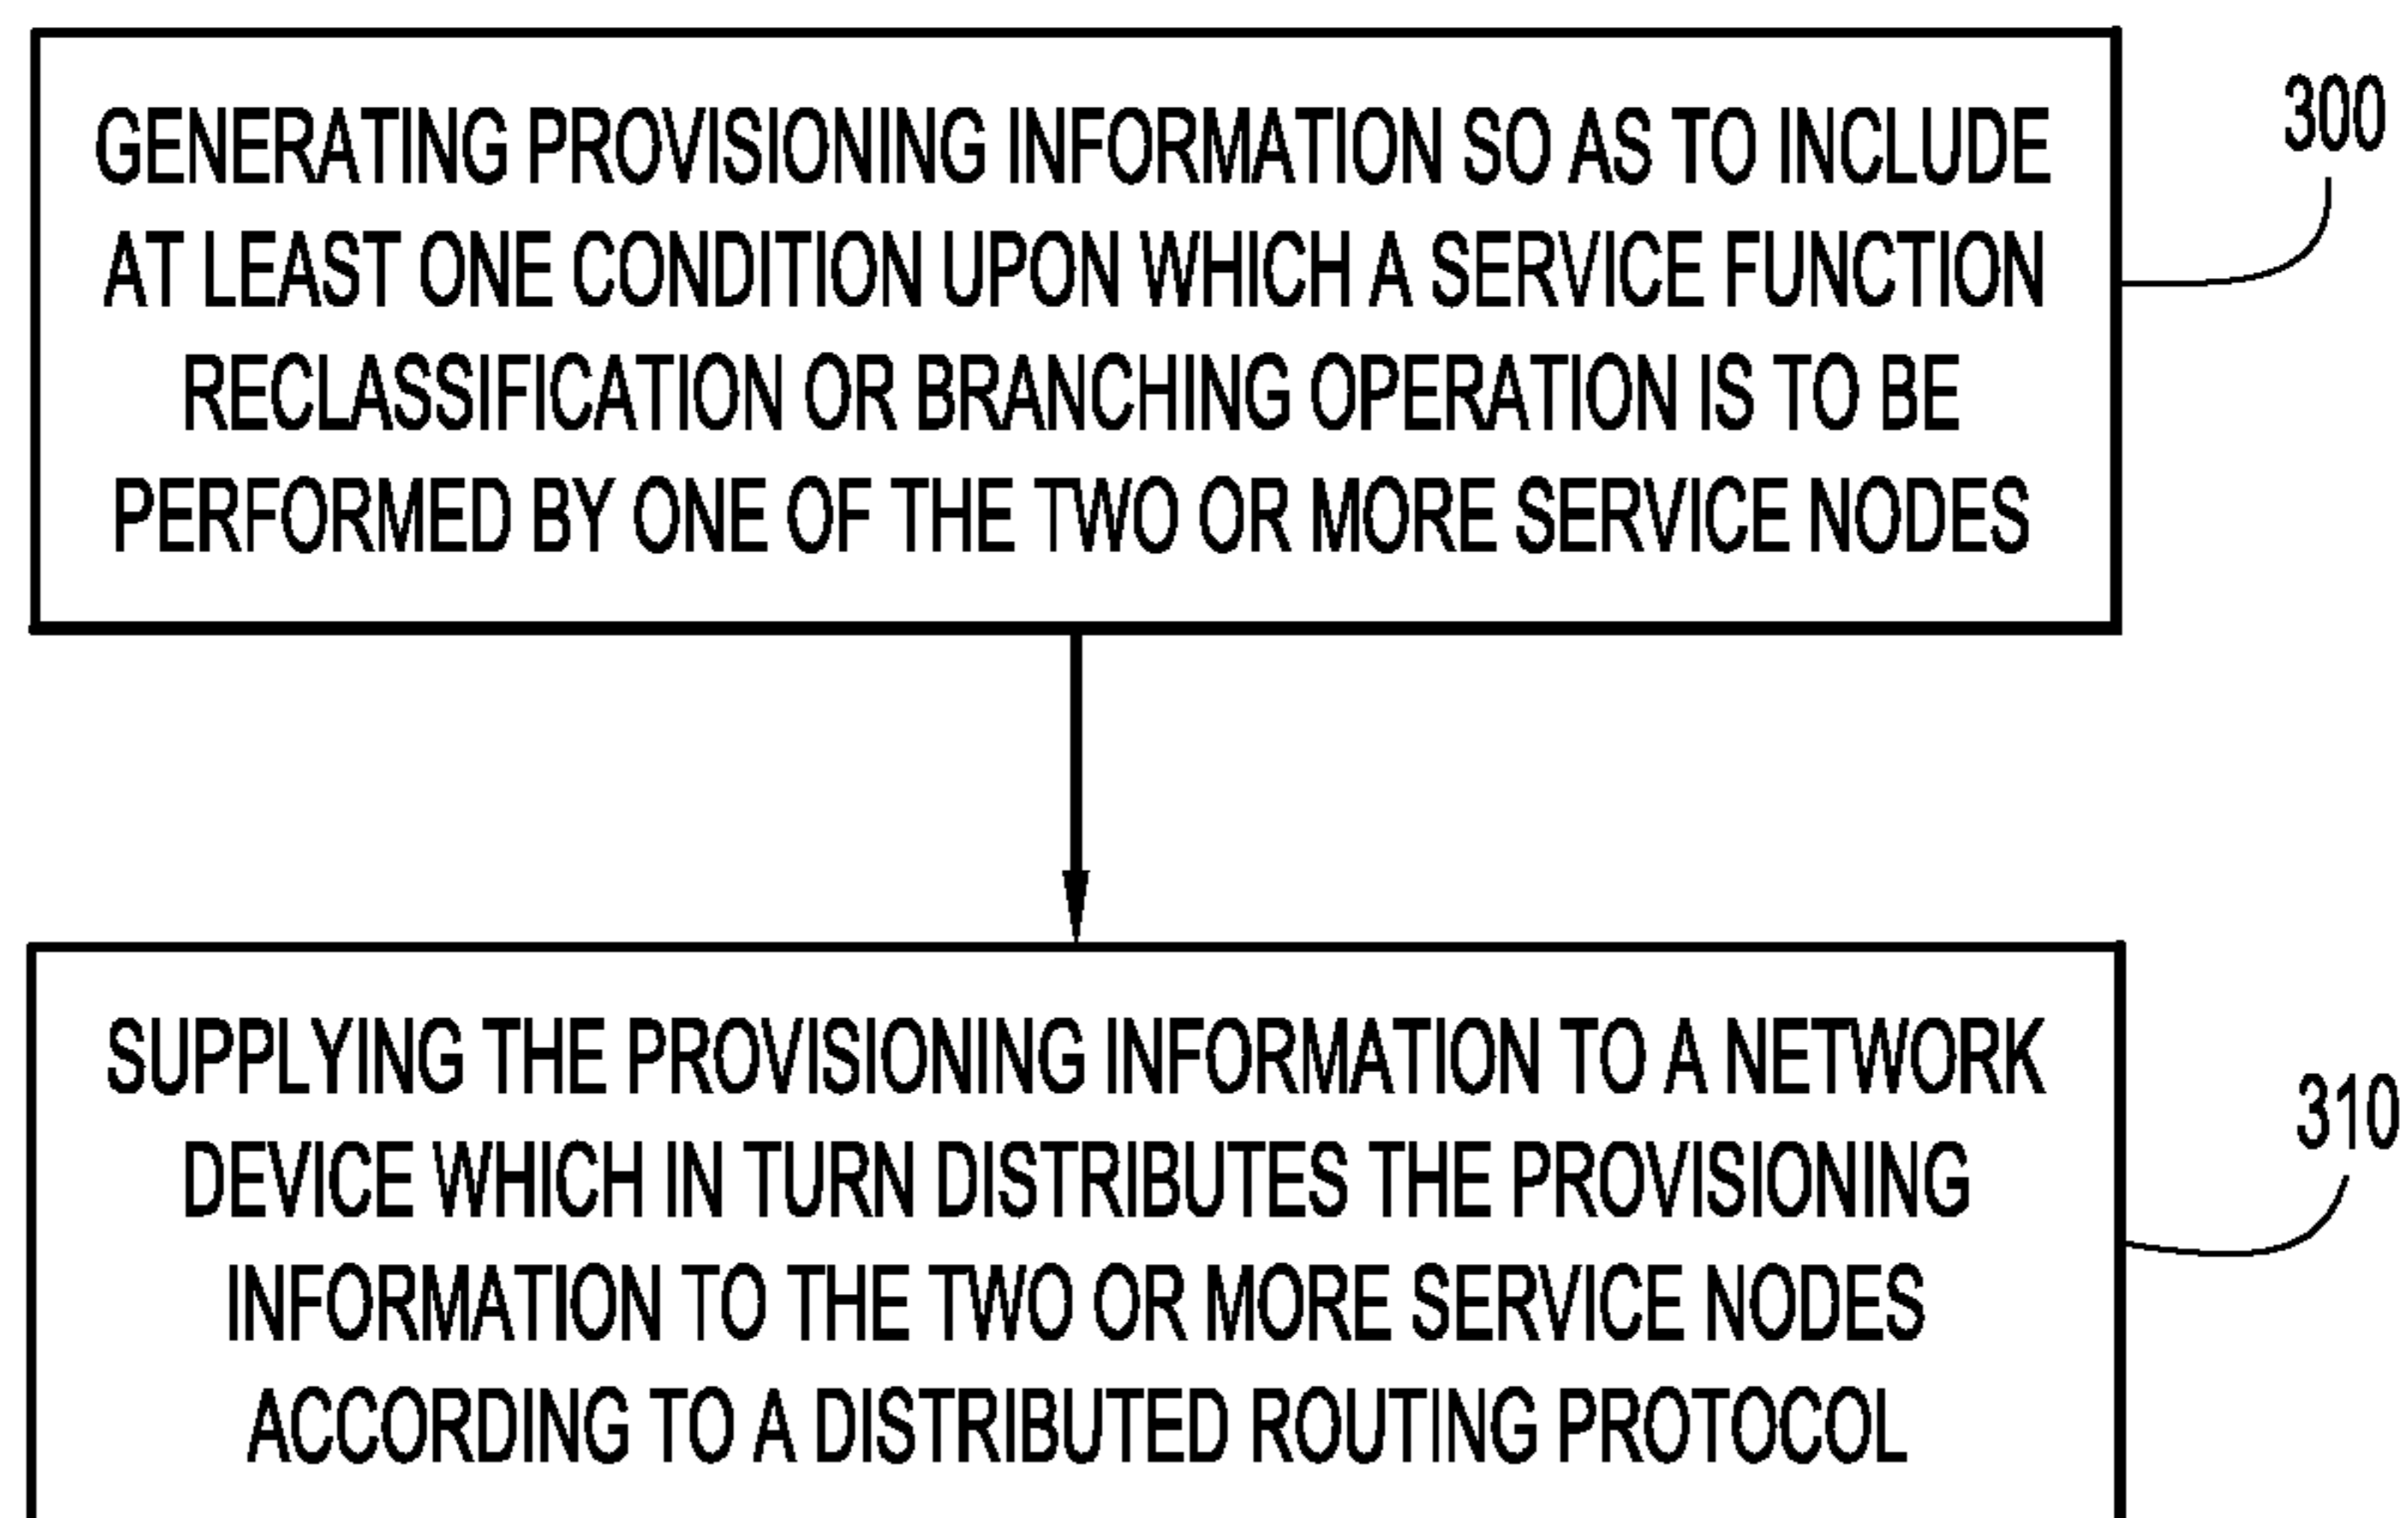 GENERATING PROVISIONING INFORMATION SO AS TO INCLUDE
AT LEAST ONE CONDITION UPON WHICH A SERVICE FUNCTION
RECLASSIFICATION OR BRANCHING OPERATION IS TO BE
PERFORMED BY ONE OF THE TWO OR MORE SERVICE NODES
300
SUPPLYING THE PROVISIONING INFORMATION TO A NETWORK
DEVICE WHICH IN TURN DISTRIBUTES THE PROVISIONING
INFORMATION TO THE TWO OR MORE SERVICE NODES
ACCORDING TO A DISTRIBUTED ROUTING PROTOCOL
310